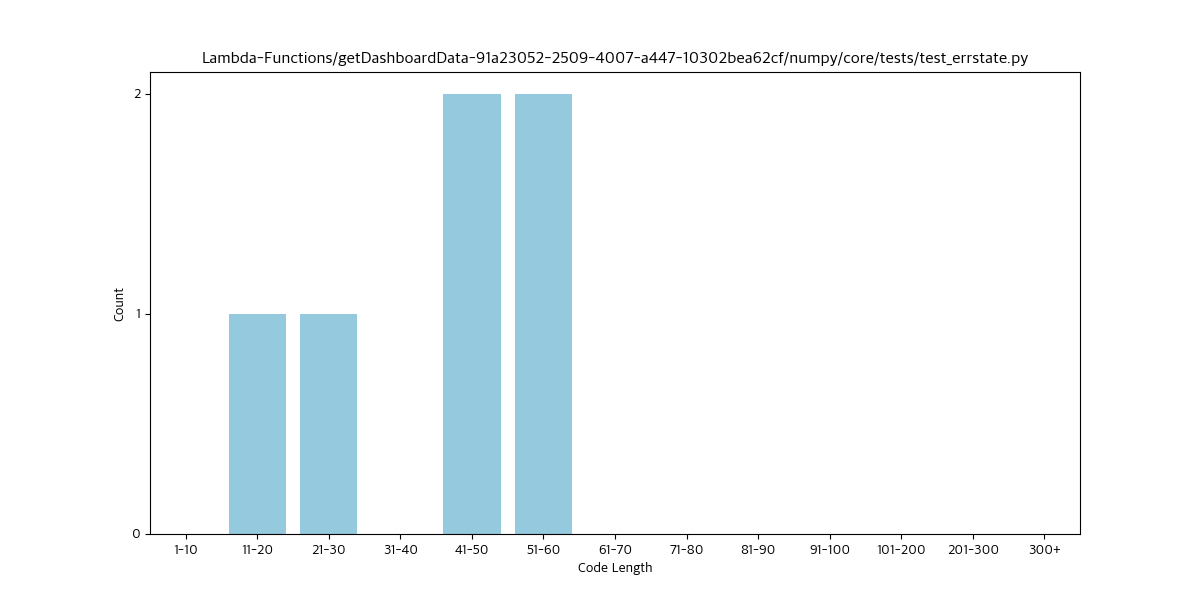 Lambda-Functions/getDashboardData-91a23052-2509-4007-a447-10302bea62cf/numpy/core/tests/test_errstate.py
2
1
0
Count
1-10 11-20 21-30 31-40 41-50 51-60 61-70 71-80 81-90 91-100 101-200 201-300 300+
Code Length